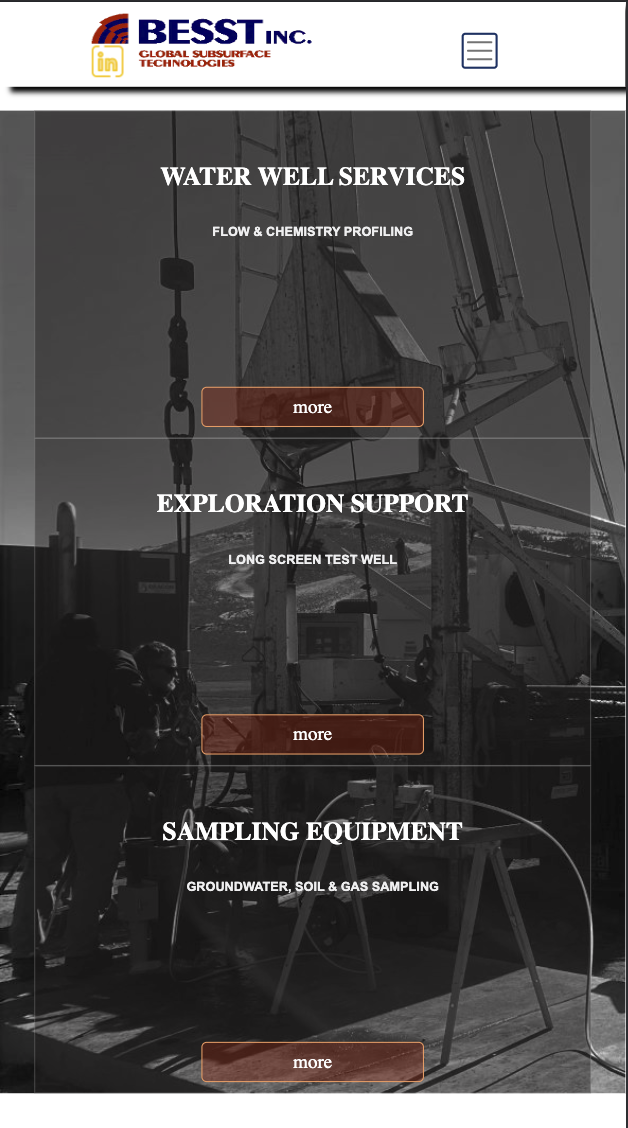 BESST INC.
GLOBAL SUBSURFACE
TECHNOLOGIES
in
WATER WELL SERVICES
FLOW & CHEMISTRY PROFILING
more
EXPLORATION SUPPORT
LONG SCREEN TEST WELL
more
SAMPLING EQUIPMENT
GROUNDWATER, SOIL & GAS SAMPLING
more